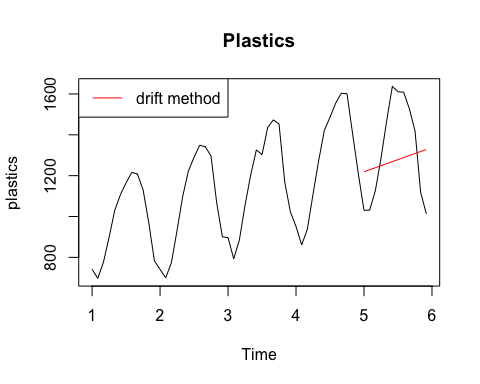 Plastics
drift method
plastics
1600
1200
800
1 2 3 4 5 6
Time